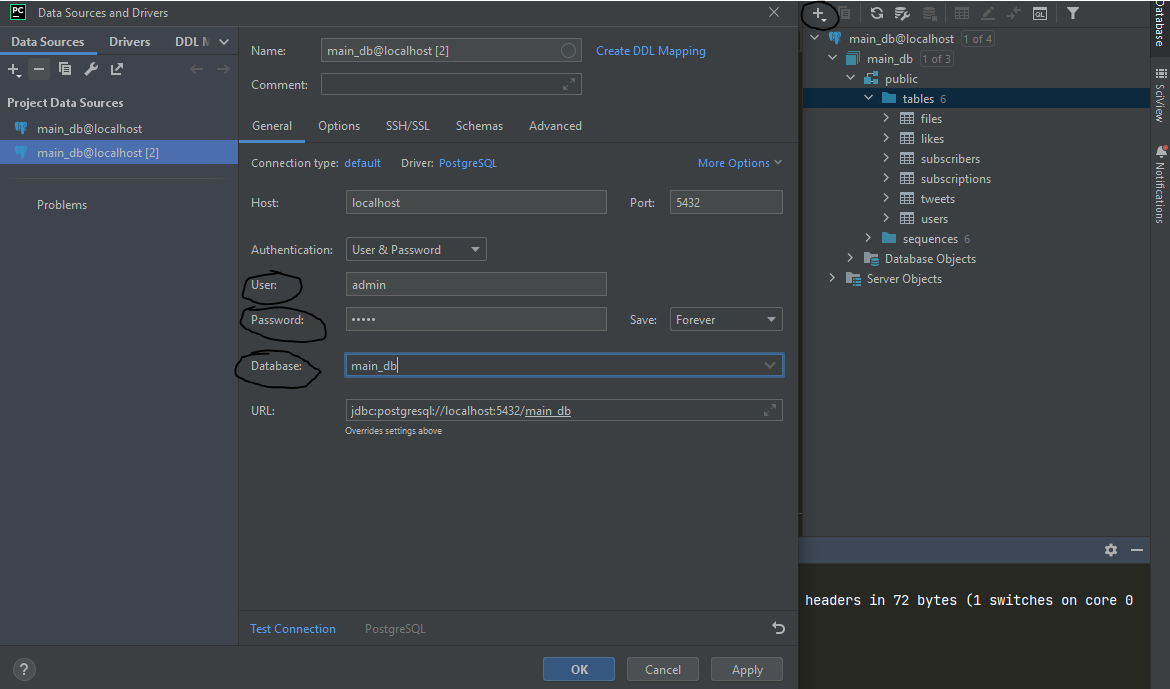 PC Data Sources and Drivers
Data Sources Drivers DDL M
Project Data Sources
main_db@localhost
main_db@localhost [2]
Problems
Name: main_db@localhost [2] Create DDL Mapping
Comment:
General Options SSH/SSL Schemas Advanced
Connection type: default Driver: PostgreSQL More Options
Host: localhost Port: 5432
Authentication: User & Password
User: admin
Password: ••••• Save: Forever
Database: main_db
URL: jdbc:postgresql://localhost:5432/main_db
Overrides settings above
Test Connection PostgreSQL
? OK Cancel Apply
QL
main_db@localhost 1 of 4
main_db 1 of 3
public
tables 6
files
likes
subscribers
subscriptions
tweets
users
sequences 6
Database Objects
Server Objects
headers in 72 bytes (1 switches on core 0
Database
SciView
Notifications